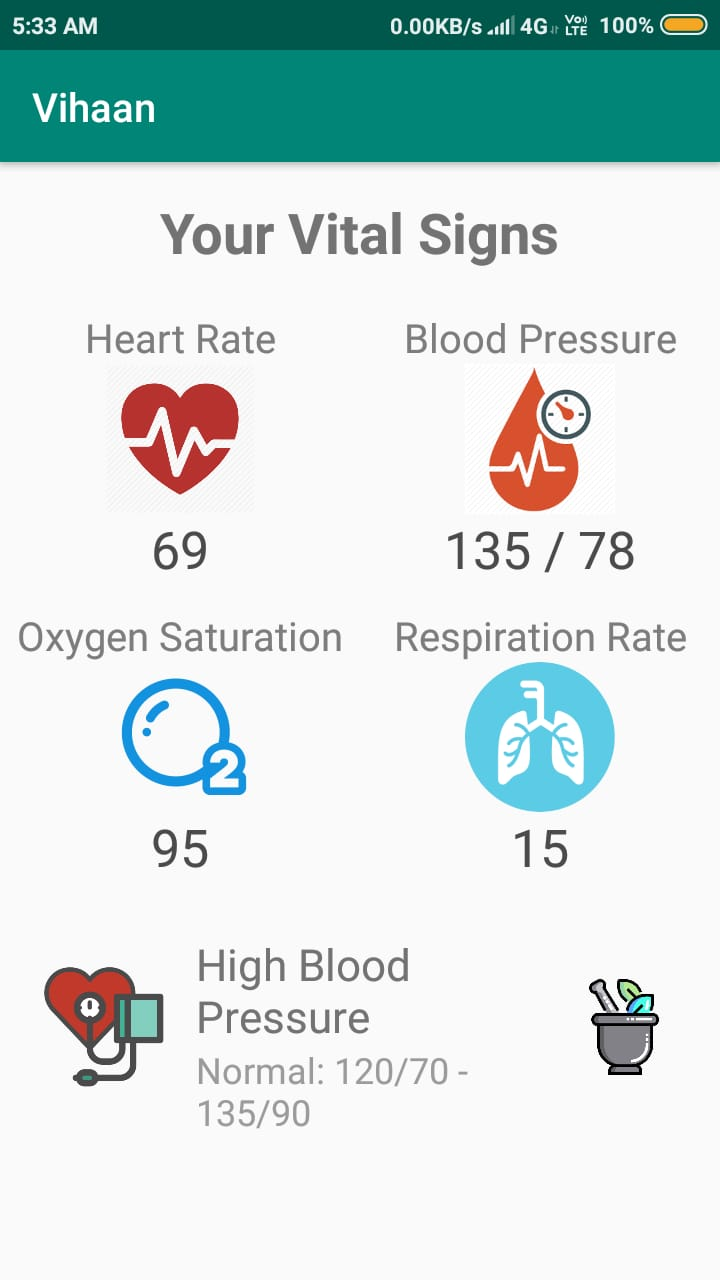 5:33 AM 0.00KB/s 4G Vo) LTE 100%
Vihaan
Your Vital Signs
Heart Rate Blood Pressure
69 135 / 78
Oxygen Saturation Respiration Rate
2
95 15
High Blood
Pressure
Normal: 120/70 -
135/90